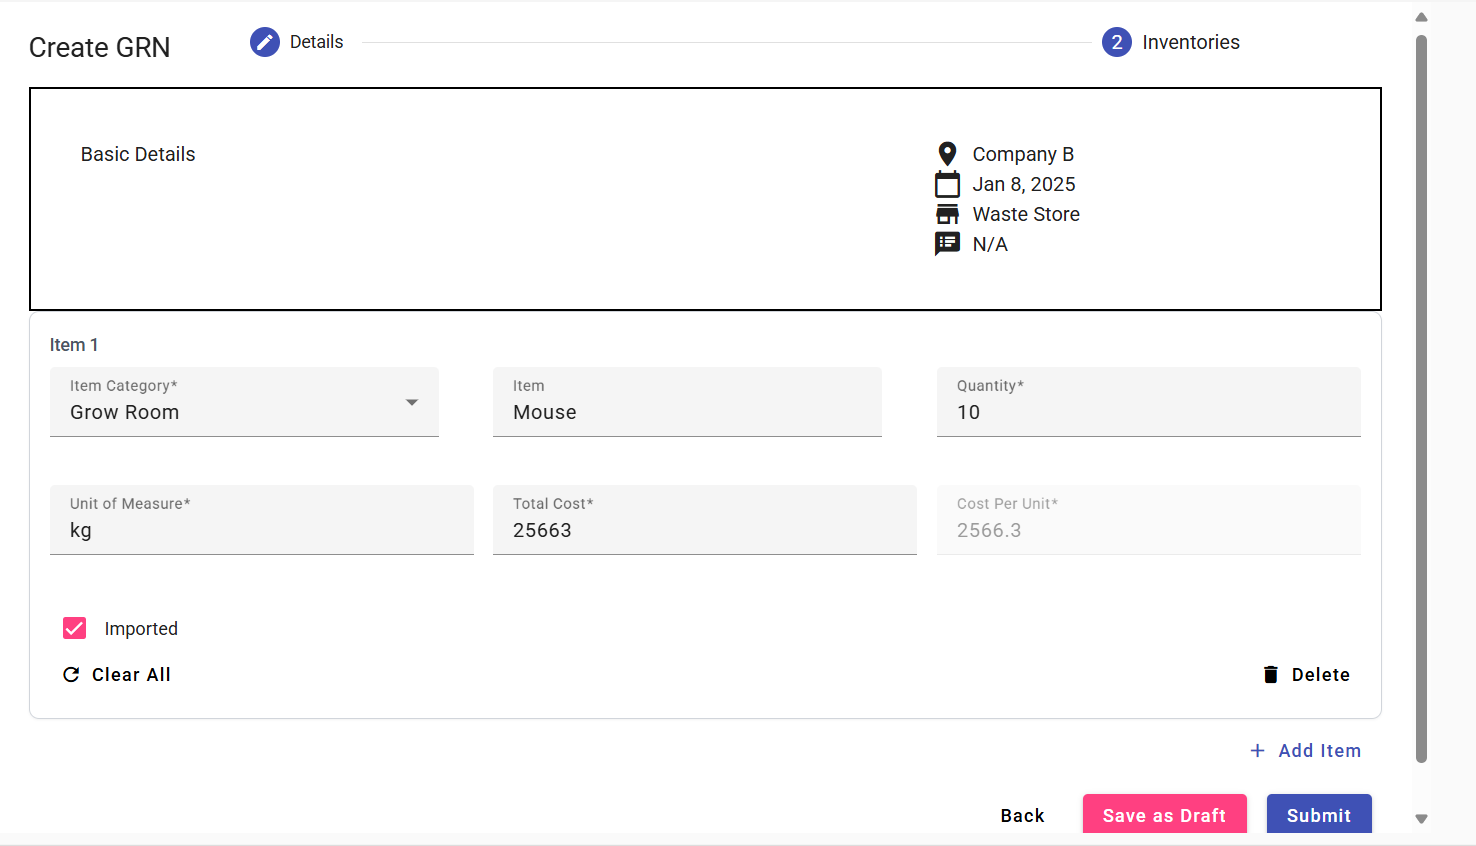 Create GRN
Details
2 Inventories
Basic Details
Company B
Jan 8, 2025
Waste Store
N/A
Item 1
Item Category*
Grow Room
Item
Mouse
Quantity*
10
Unit of Measure*
kg
Total Cost*
25663
Cost Per Unit*
2566.3
Imported
Clear All
Delete
+ Add Item
Back
Save as Draft
Submit